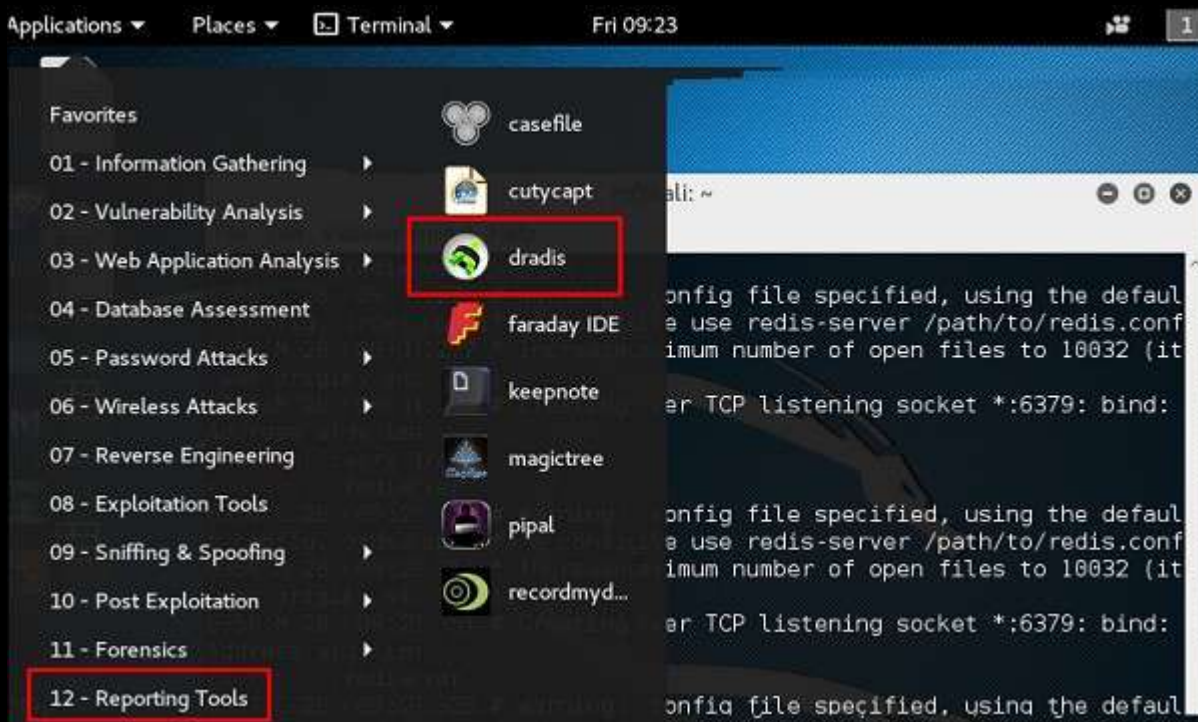 Applications Places Terminal Fri 09:23 1
Favorites
01 - Information Gathering
02 - Vulnerability Analysis
03 - Web Application Analysis
04 - Database Assessment
05 - Password Attacks
06 - Wireless Attacks
07 - Reverse Engineering
08 - Exploitation Tools
09 - Sniffing & Spoofing
10 - Post Exploitation
11 - Forensics
12 - Reporting Tools
casefile
cutycapt
dradis
faraday IDE
keepnote
magictree
pipal
recordmyd...
ali: ~
onfig file specified, using the defaul
e use redis-server /path/to/redis.conf
imum number of open files to 10032 (it
er TCP listening socket *:6379: bind:
onfig file specified, using the defaul
e use redis-server /path/to/redis.conf
imum number of open files to 10032 (it
er TCP listening socket *:6379: bind:
onfig file specified, using the defaul